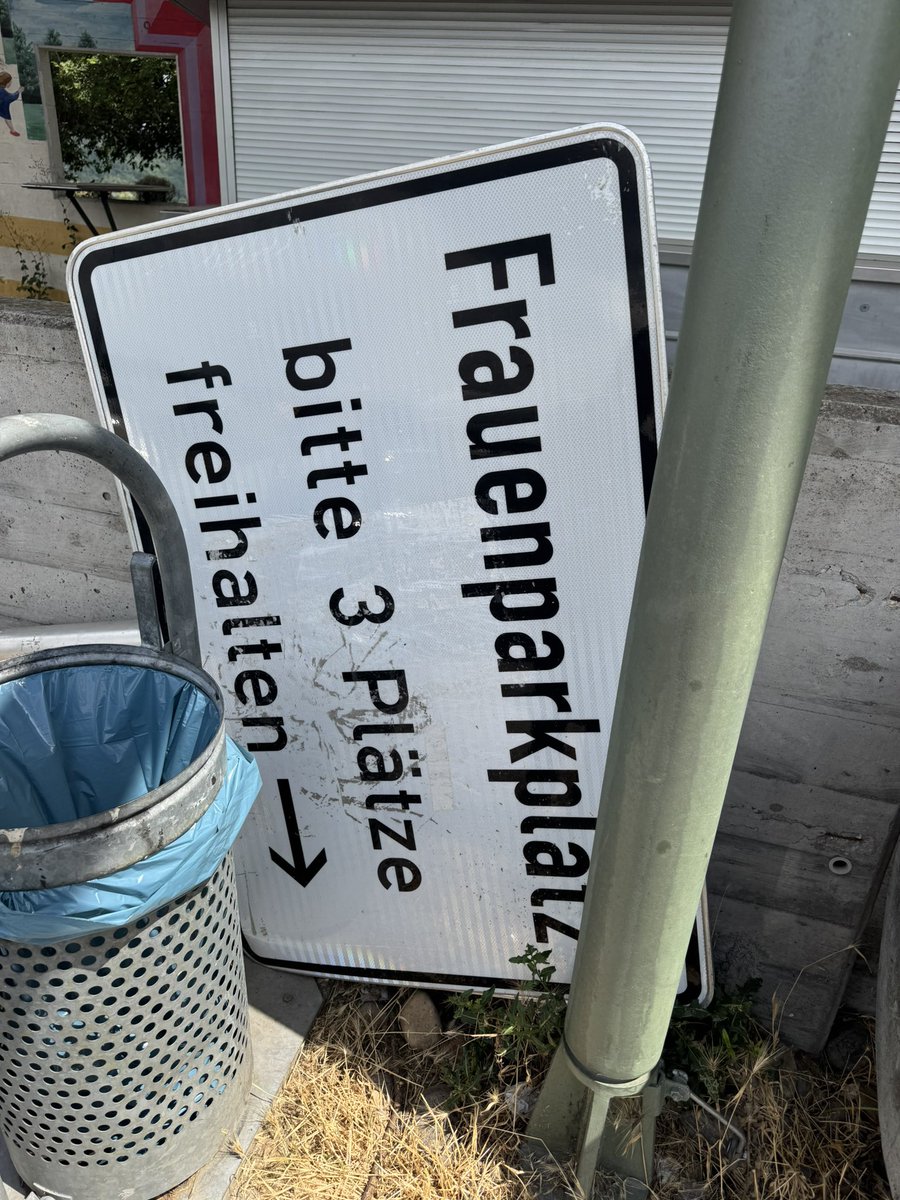 Frauenparkplatz
bitte 3 Plätze
freihalten →